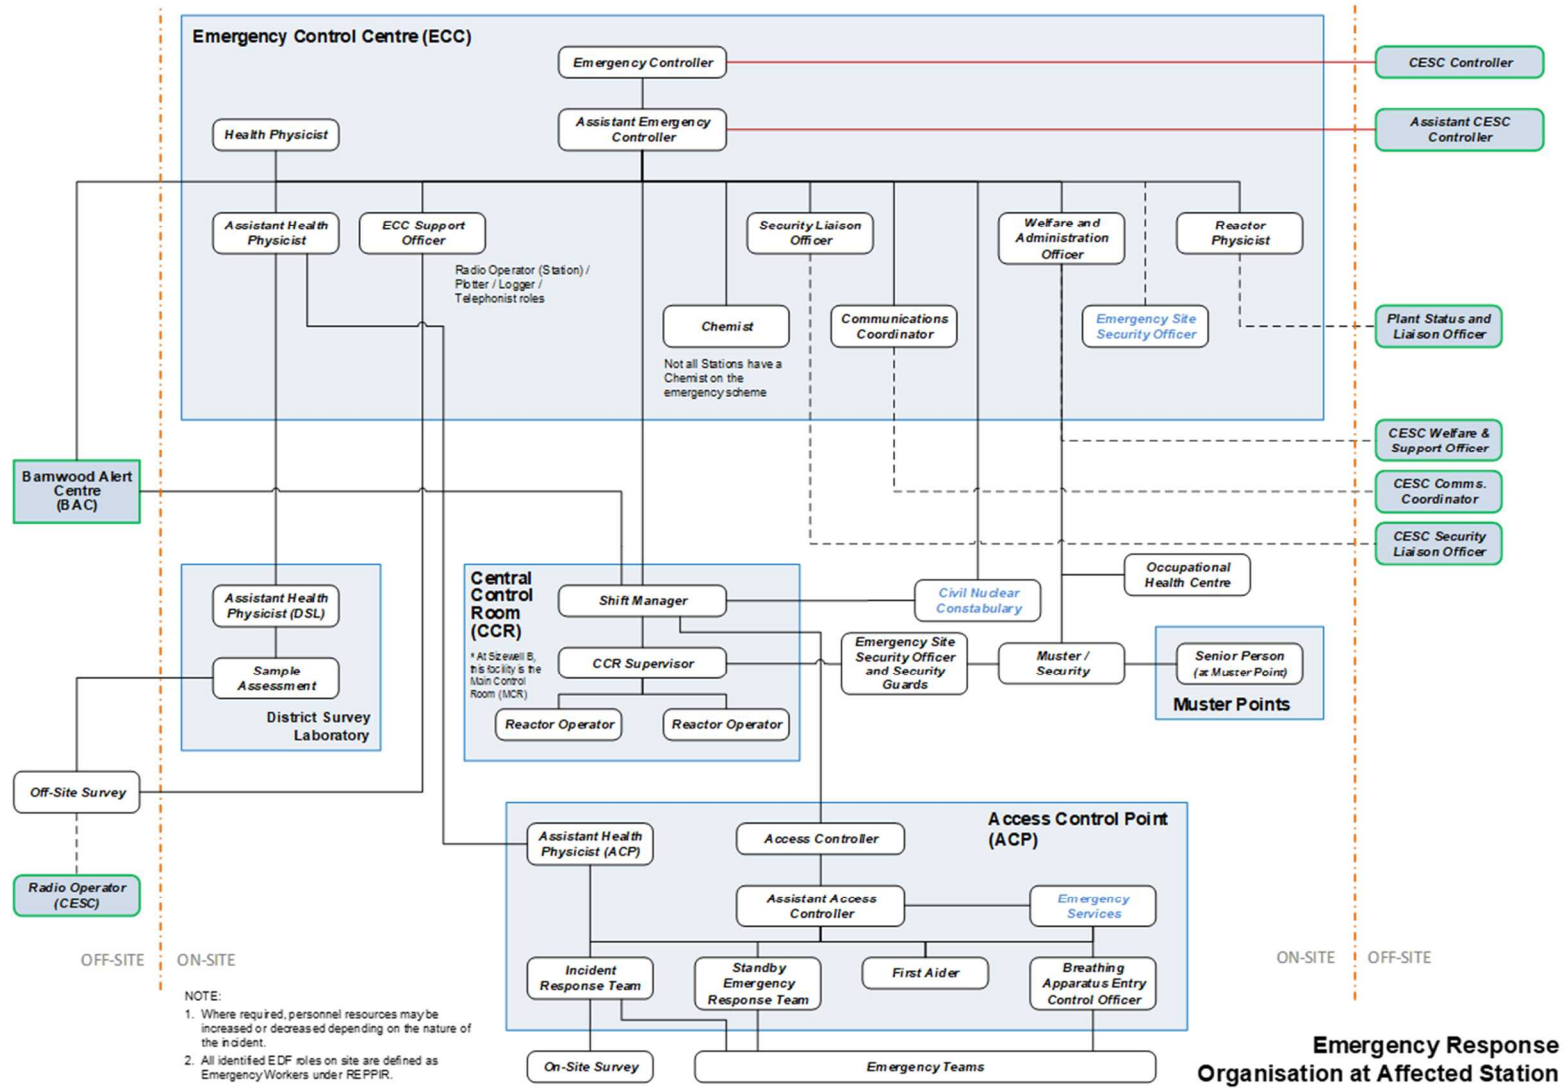 Emergency Control Centre (ECC)
Emergency Controller
CESC Controller
Health Physicist
Assistant Emergency
Controller
Assistant CESC
Controller
Assistant Health
Physicist
ECC Support
Officer
Security Liaison
Officer
Welfare and
Administration
Officer
Reactor
Physicist
Radio Operator (Station) /
Plotter / Logger /
Telephonist roles
Chemist
Communications
Coordinator
Emergency Site
Security Officer
Plant Status and
Liaison Officer
Not all Stations have a
Chemist on the
emergency scheme
CESC Welfare &
Support Officer
Barnwood Alert
Centre
(BAC)
CESC Comms.
Coordinator
CESC Security
Liaison Officer
Assistant Health
Physicist (DSL)
Sample
Assessment
District Survey
Laboratory
Central
Control
Room
(CCR)
* At Sizewell B,
this facility is the
Main Control
Room (MCR)
Shift Manager
CCR Supervisor
Reactor Operator
Reactor Operator
Civil Nuclear
Constabulary
Occupational
Health Centre
Emergency Site
Security Officer
and Security
Guards
Muster /
Security
Senior Person
(at Muster Point)
Muster Points
Off-Site Survey
Radio Operator
(CESC)
Access Control Point
(ACP)
Assistant Health
Physicist (ACP)
Access Controller
Assistant Access
Controller
Emergency
Services
Incident
Response Team
Standby
Emergency
Response Team
First Aider
Breathing
Apparatus Entry
Control Officer
On-Site Survey
Emergency Teams
OFF-SITE
ON-SITE
ON-SITE
OFF-SITE
NOTE:
1. Where required, personnel resources may be
increased or decreased depending on the nature of
the incident.
2. All identified EDF roles on site are defined as
Emergency Workers under REPPIR.
Emergency Response
Organisation at Affected Station